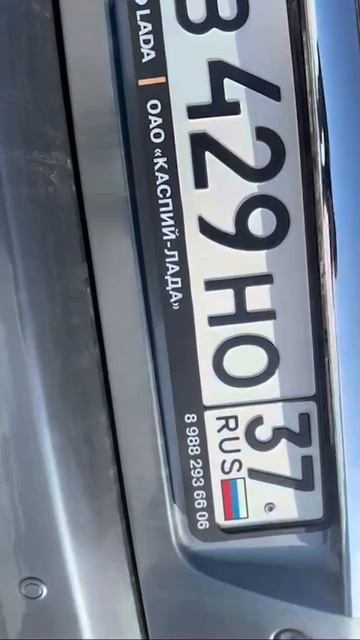 В 429 НО 37
RUS
LADA | ОАО «КАСПИЙ-ЛАДА» 8 988 293 66 06